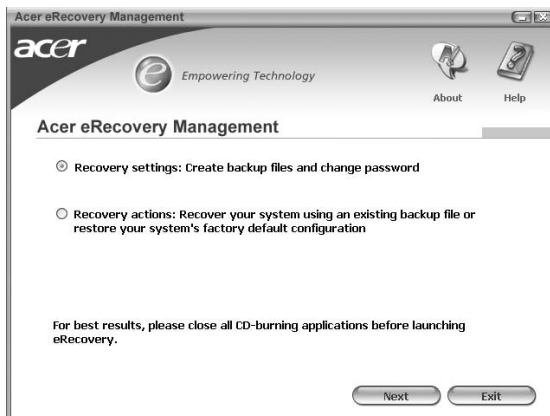 Acer eRecovery Management
acer
e
Empowering Technology
About
Help
Acer eRecovery Management
Recovery settings: Create backup files and change password
Recovery actions: Recover your system using an existing backup file or
restore your system's factory default configuration
For best results, please close all CD-burning applications before launching
eRecovery.
Next
Exit